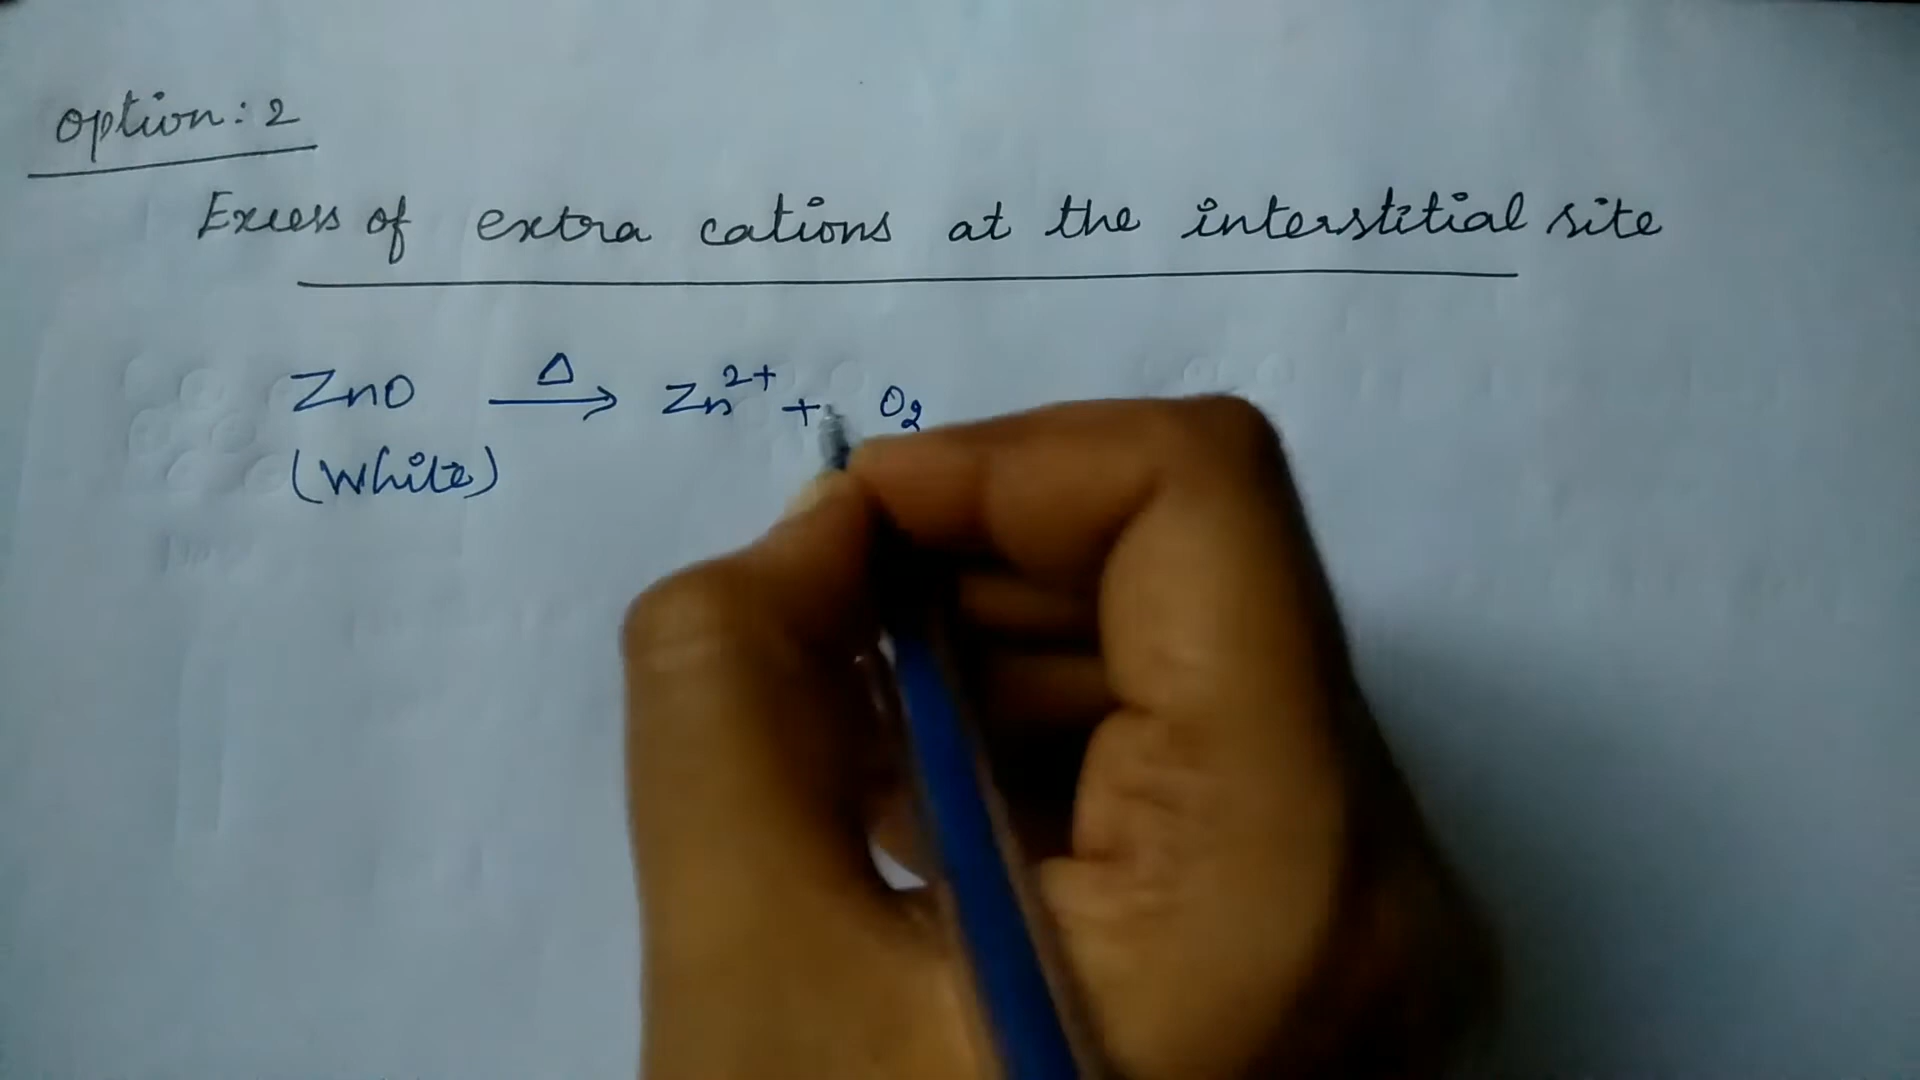 option: 2
Excess of extra cations at the interstitial site
ZnO —Δ→ Zn²⁺ + O₂
(White)